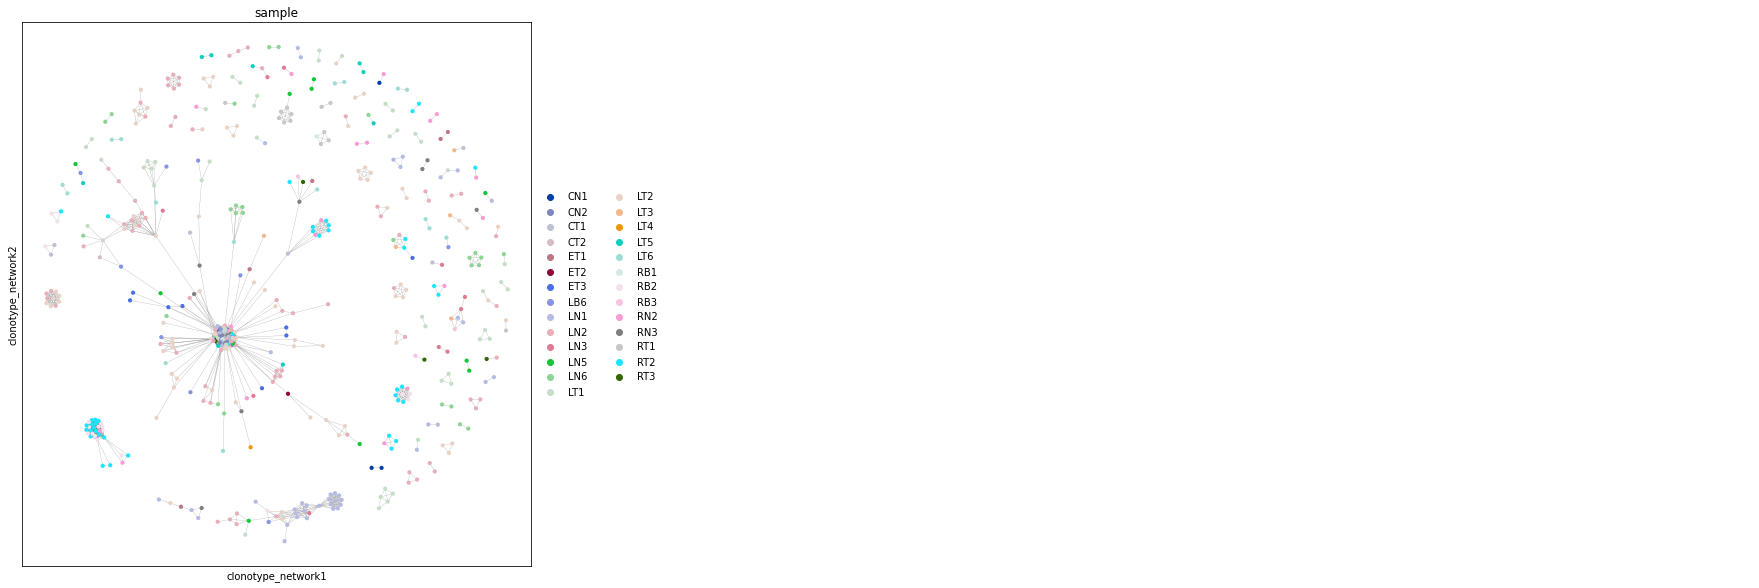 sample
clonotype_network2
CN1
CN2
CT1
CT2
ET1
ET2
ET3
LB6
LN1
LN2
LN3
LN5
LN6
LT1
LT2
LT3
LT4
LT5
LT6
RB1
RB2
RB3
RN2
RN3
RT1
RT2
RT3
clonotype_network1